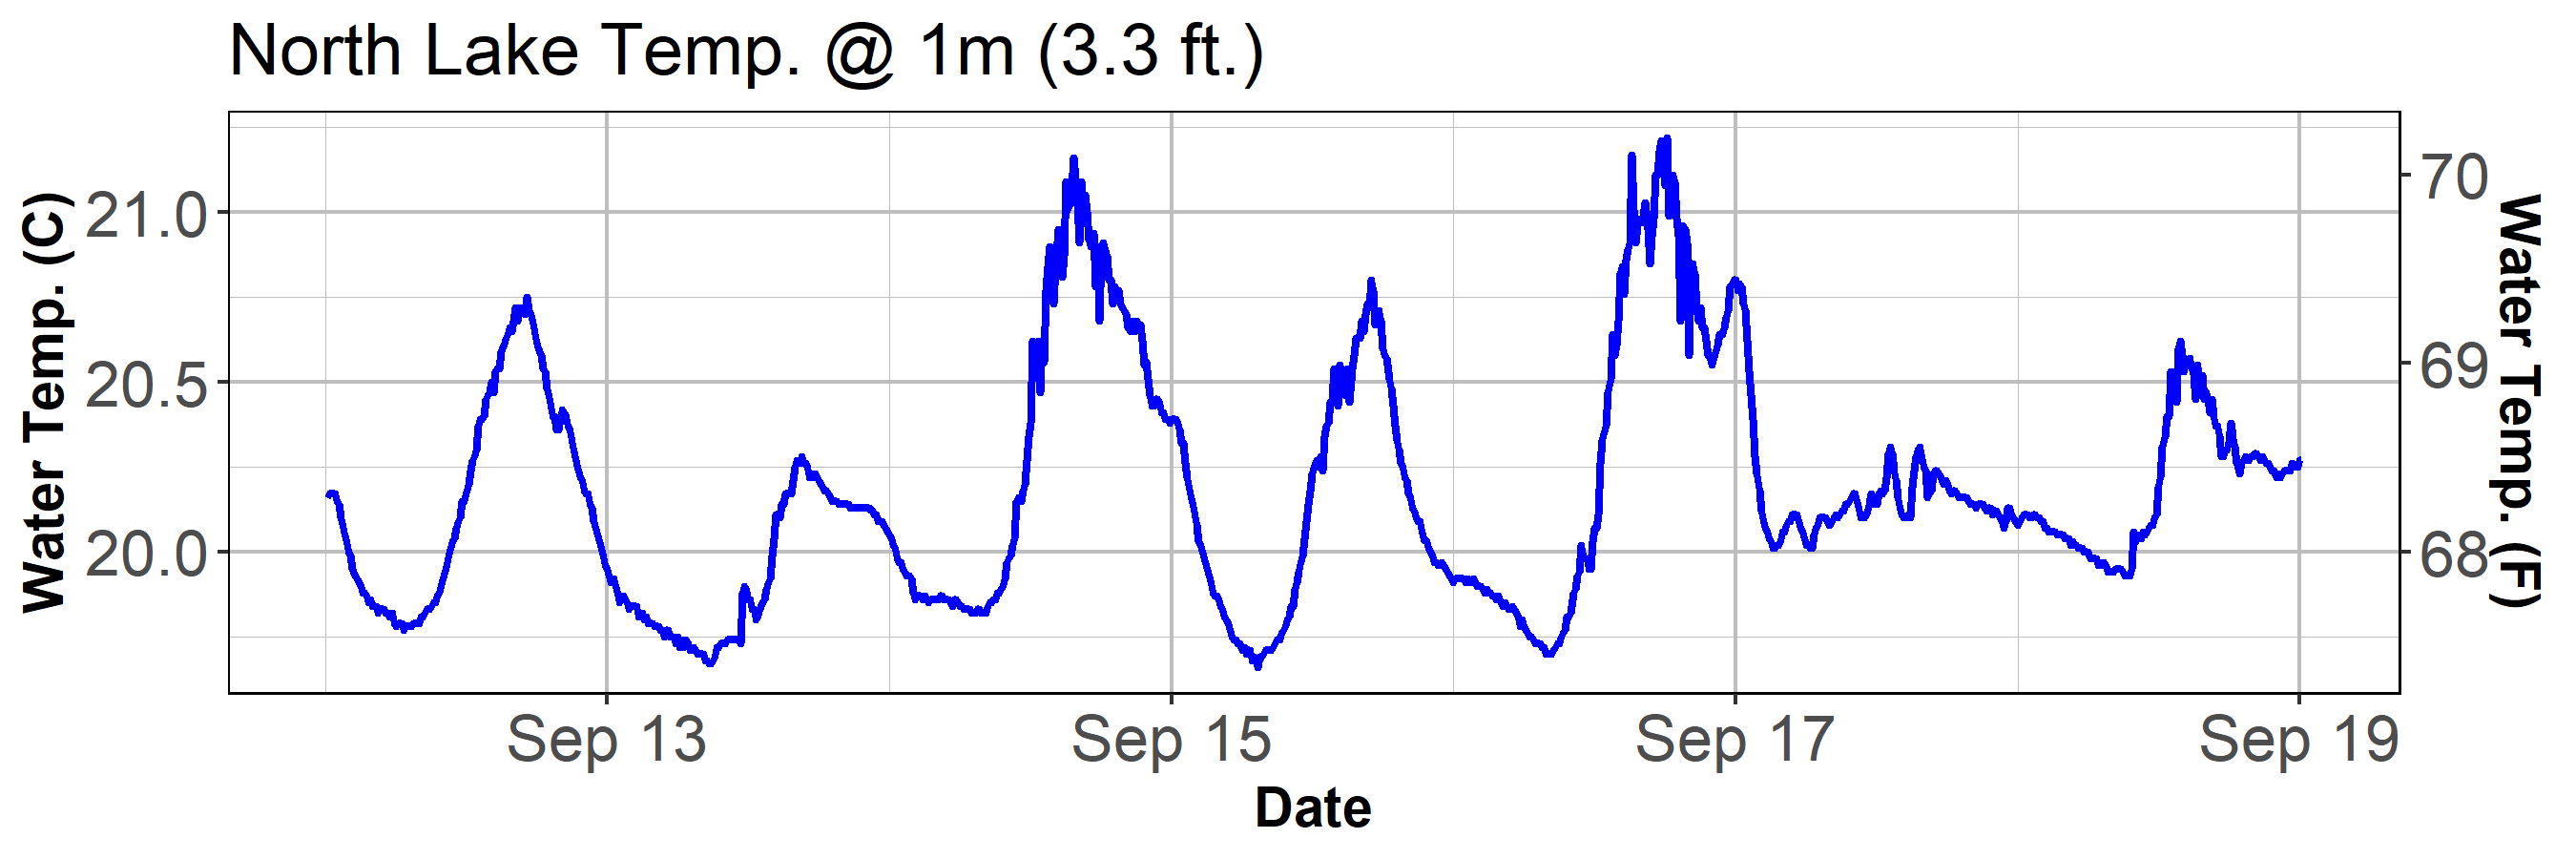 North Lake Temp. @ 1m (3.3 ft.)
Water Temp. (C)
21.0
20.5
20.0
70
69
68
Water Temp. (F)
Sep 13
Sep 15
Sep 17
Sep 19
Date